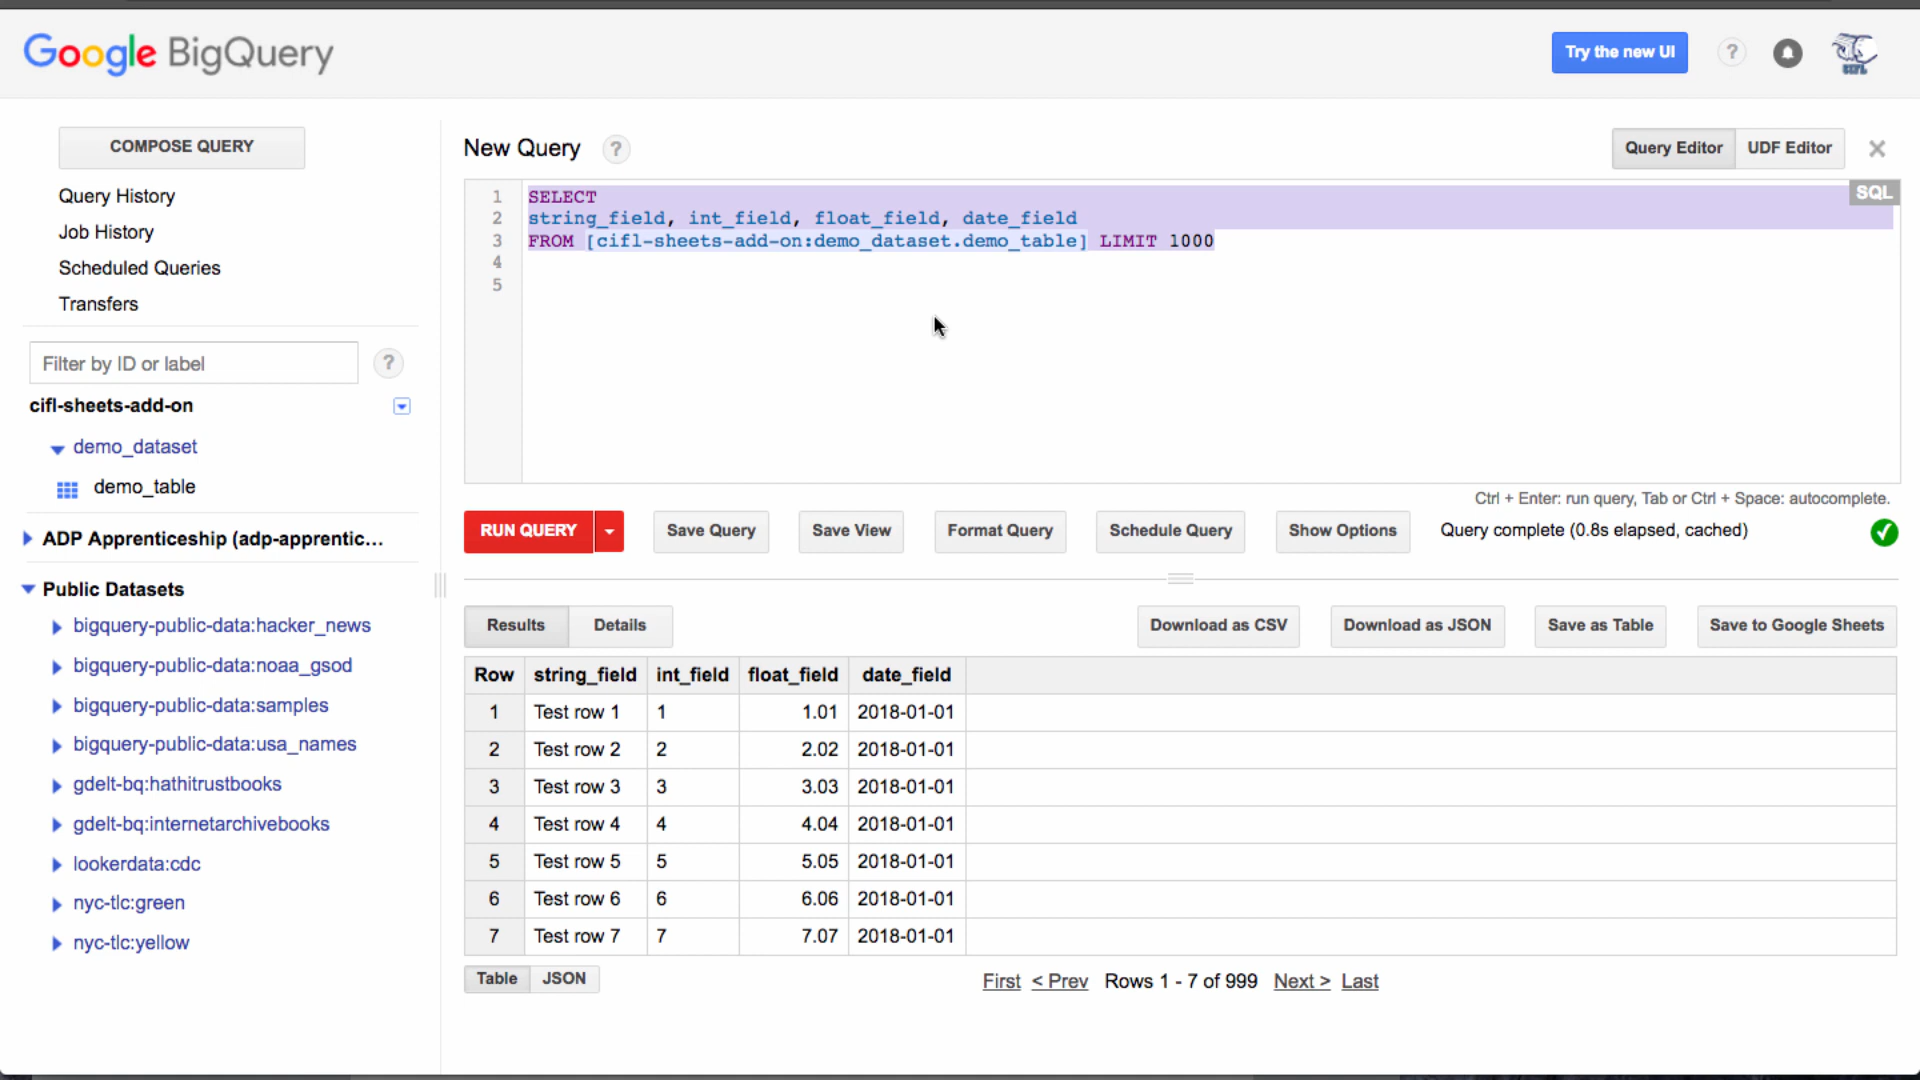 Google BigQuery
Try the new UI
?
CIFL
COMPOSE QUERY
Query History
Job History
Scheduled Queries
Transfers
Filter by ID or label
?
cifl-sheets-add-on
demo_dataset
demo_table
ADP Apprenticeship (adp-apprentic...
Public Datasets
bigquery-public-data:hacker_news
bigquery-public-data:noaa_gsod
bigquery-public-data:samples
bigquery-public-data:usa_names
gdelt-bq:hathitrustbooks
gdelt-bq:internetarchivebooks
lookerdata:cdc
nyc-tlc:green
nyc-tlc:yellow
New Query ?
Query Editor UDF Editor
SQL
1 SELECT
2 string_field, int_field, float_field, date_field
3 FROM [cifl-sheets-add-on:demo_dataset.demo_table] LIMIT 1000
4
5
Ctrl + Enter: run query, Tab or Ctrl + Space: autocomplete.
RUN QUERY Save Query Save View Format Query Schedule Query Show Options Query complete (0.8s elapsed, cached)
Results Details Download as CSV Download as JSON Save as Table Save to Google Sheets
Row string_field int_field float_field date_field
1 Test row 1 1 1.01 2018-01-01
2 Test row 2 2 2.02 2018-01-01
3 Test row 3 3 3.03 2018-01-01
4 Test row 4 4 4.04 2018-01-01
5 Test row 5 5 5.05 2018-01-01
6 Test row 6 6 6.06 2018-01-01
7 Test row 7 7 7.07 2018-01-01
Table JSON First < Prev Rows 1 - 7 of 999 Next > Last